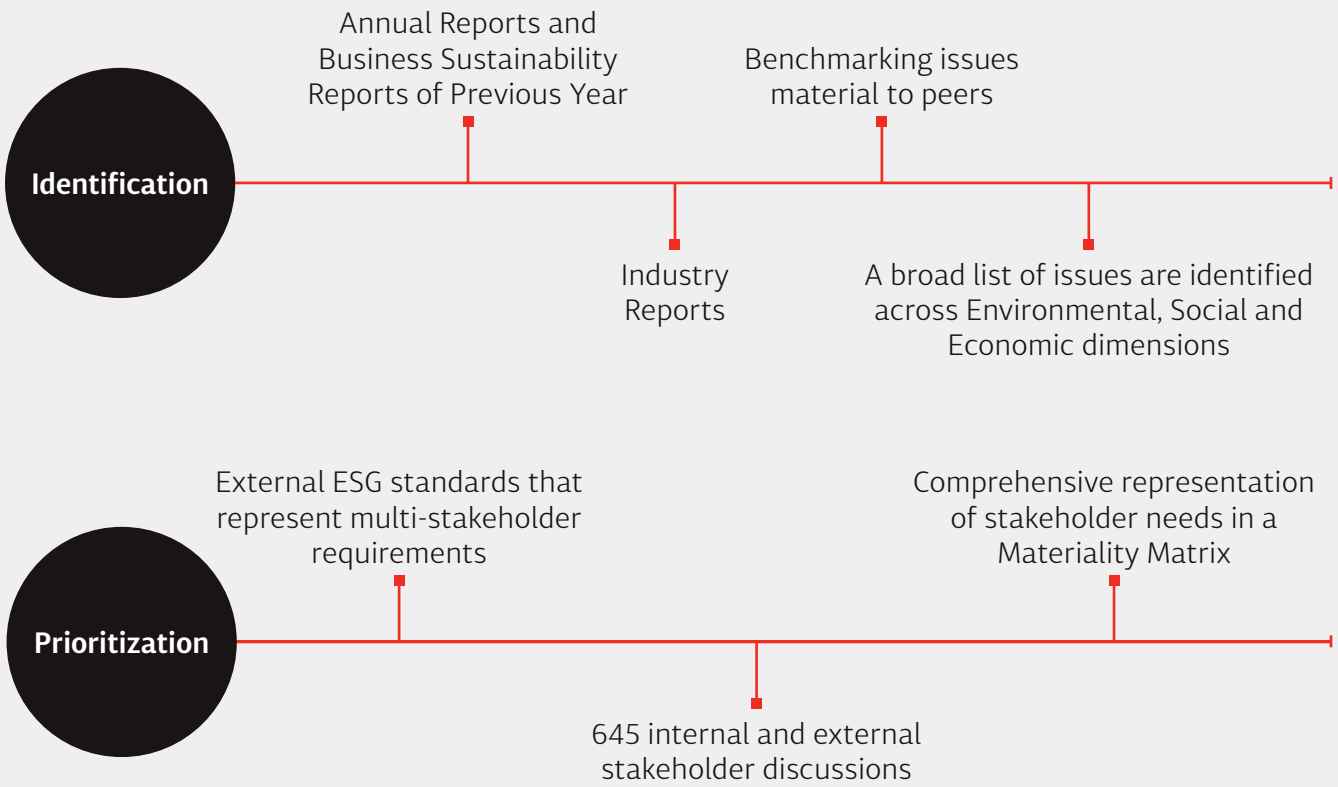 Identification
Annual Reports and
Business Sustainability
Reports of Previous Year
Industry
Reports
Benchmarking issues
material to peers
A broad list of issues are identified
across Environmental, Social and
Economic dimensions
Prioritization
External ESG standards that
represent multi-stakeholder
requirements
645 internal and external
stakeholder discussions
Comprehensive representation
of stakeholder needs in a
Materiality Matrix